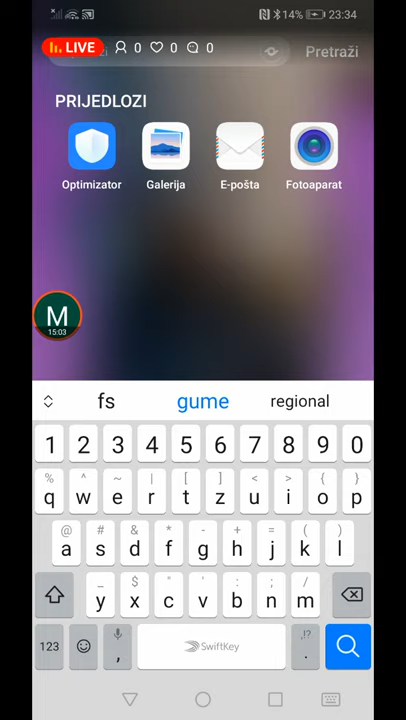 14% 23:34
LIVE 0 0 0
Pretraži
PRIJEDLOZI
Optimizator Galerija E-pošta Fotoaparat
M
15:03
fs gume regional
1 2 3 4 5 6 7 8 9 0
% ^ ~ | [ ] < > { }
q w e r t z u i o p
@ # & * - + = ( )
a s d f g h j k l
_ $ " ' : ; /
y x c v b n m
,!?
123 , SwiftKey .